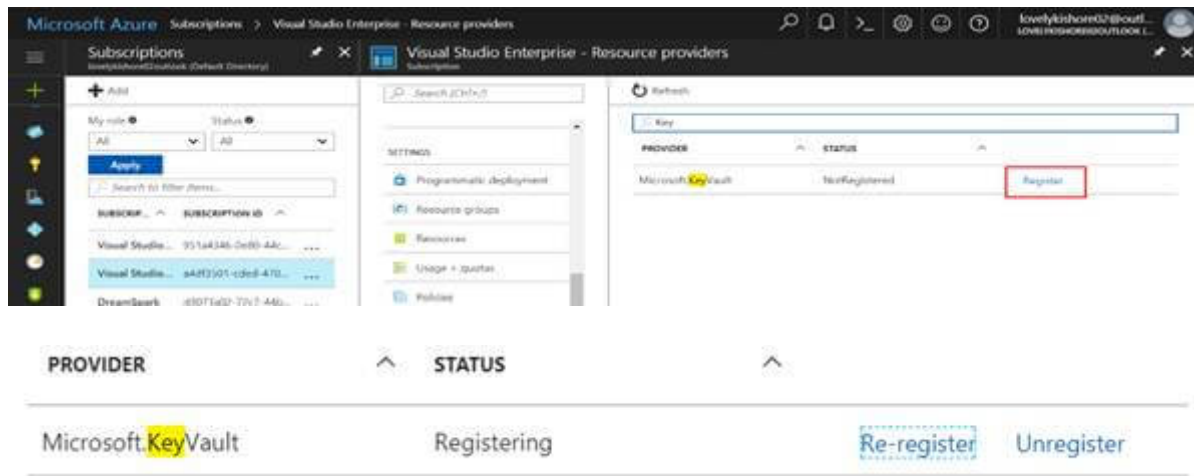 Microsoft Azure Subscriptions > Visual Studio Enterprise - Resource providers
lovelykishore02@outl...
Subscriptions
Visual Studio Enterprise - Resource providers
Subscription
Add
My role
Status
All
All
Apply
Search to filter items...
SUBSCRIP...
SUBSCRIPTION ID
Visual Studio...
Visual Studio...
DreamSpark
Search (Ctrl+/)
SETTINGS
Programmatic deployment
Resource groups
Resources
Usage + quotas
Policies
Refresh
Key
PROVIDER
STATUS
Microsoft.KeyVault
NotRegistered
Register
PROVIDER
STATUS
Microsoft.KeyVault
Registering
Re-register
Unregister